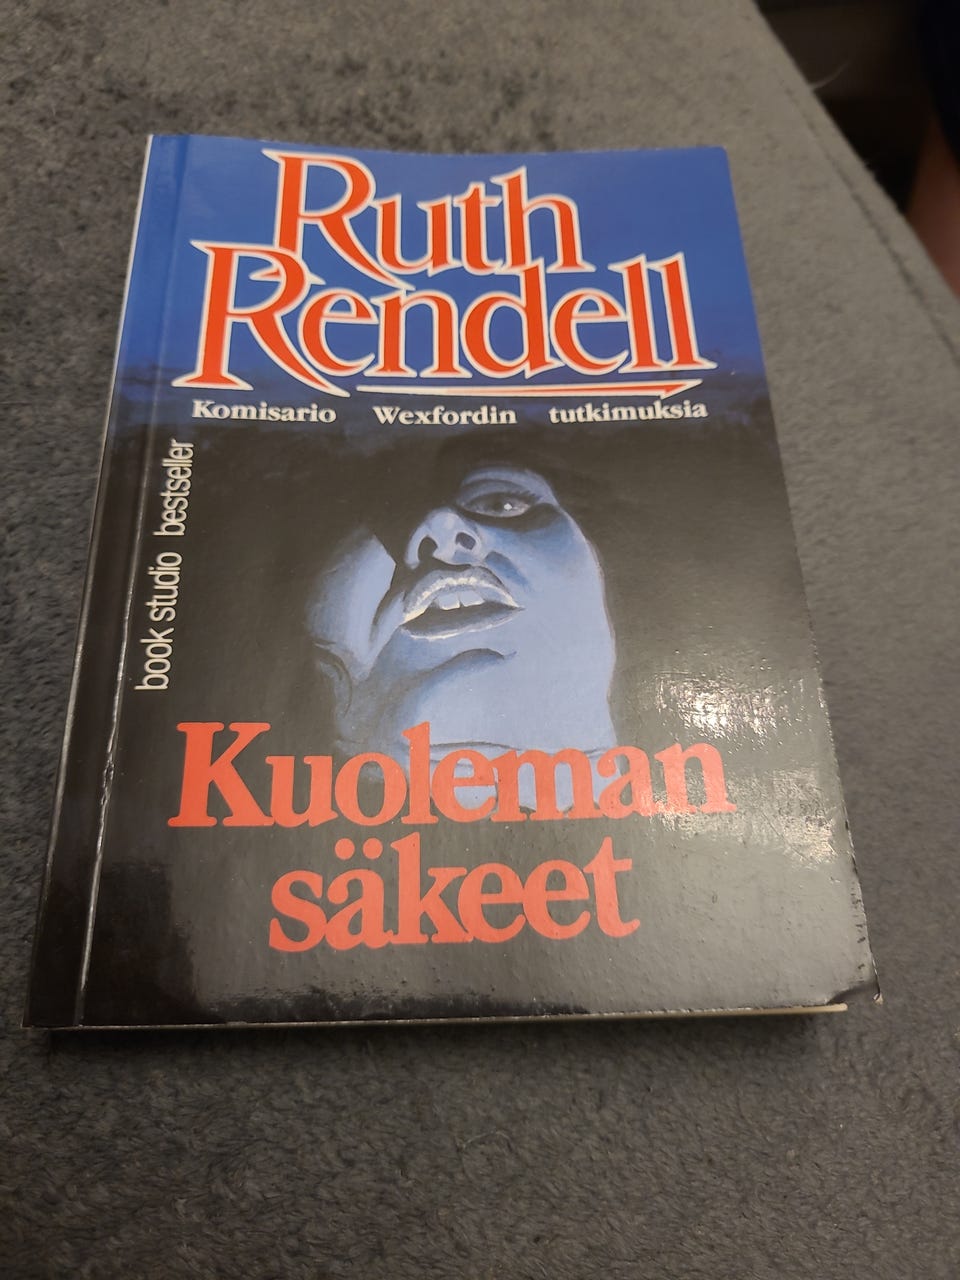 Ruth
Rendell
Komisario Wexfordin tutkimuksia
book studio bestseller
Kuoleman
säkeet